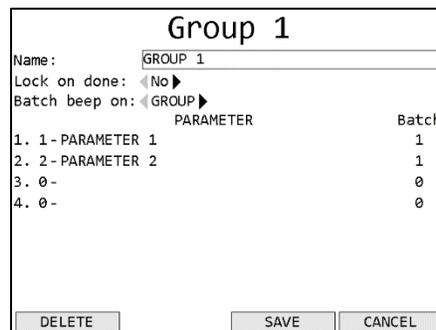 Group 1
Name: GROUP 1
Lock on done: No
Batch beep on: GROUP
PARAMETER Batch
1. 1-PARAMETER 1 1
2. 2-PARAMETER 2 1
3. 0- 0
4. 0- 0
DELETE SAVE CANCEL